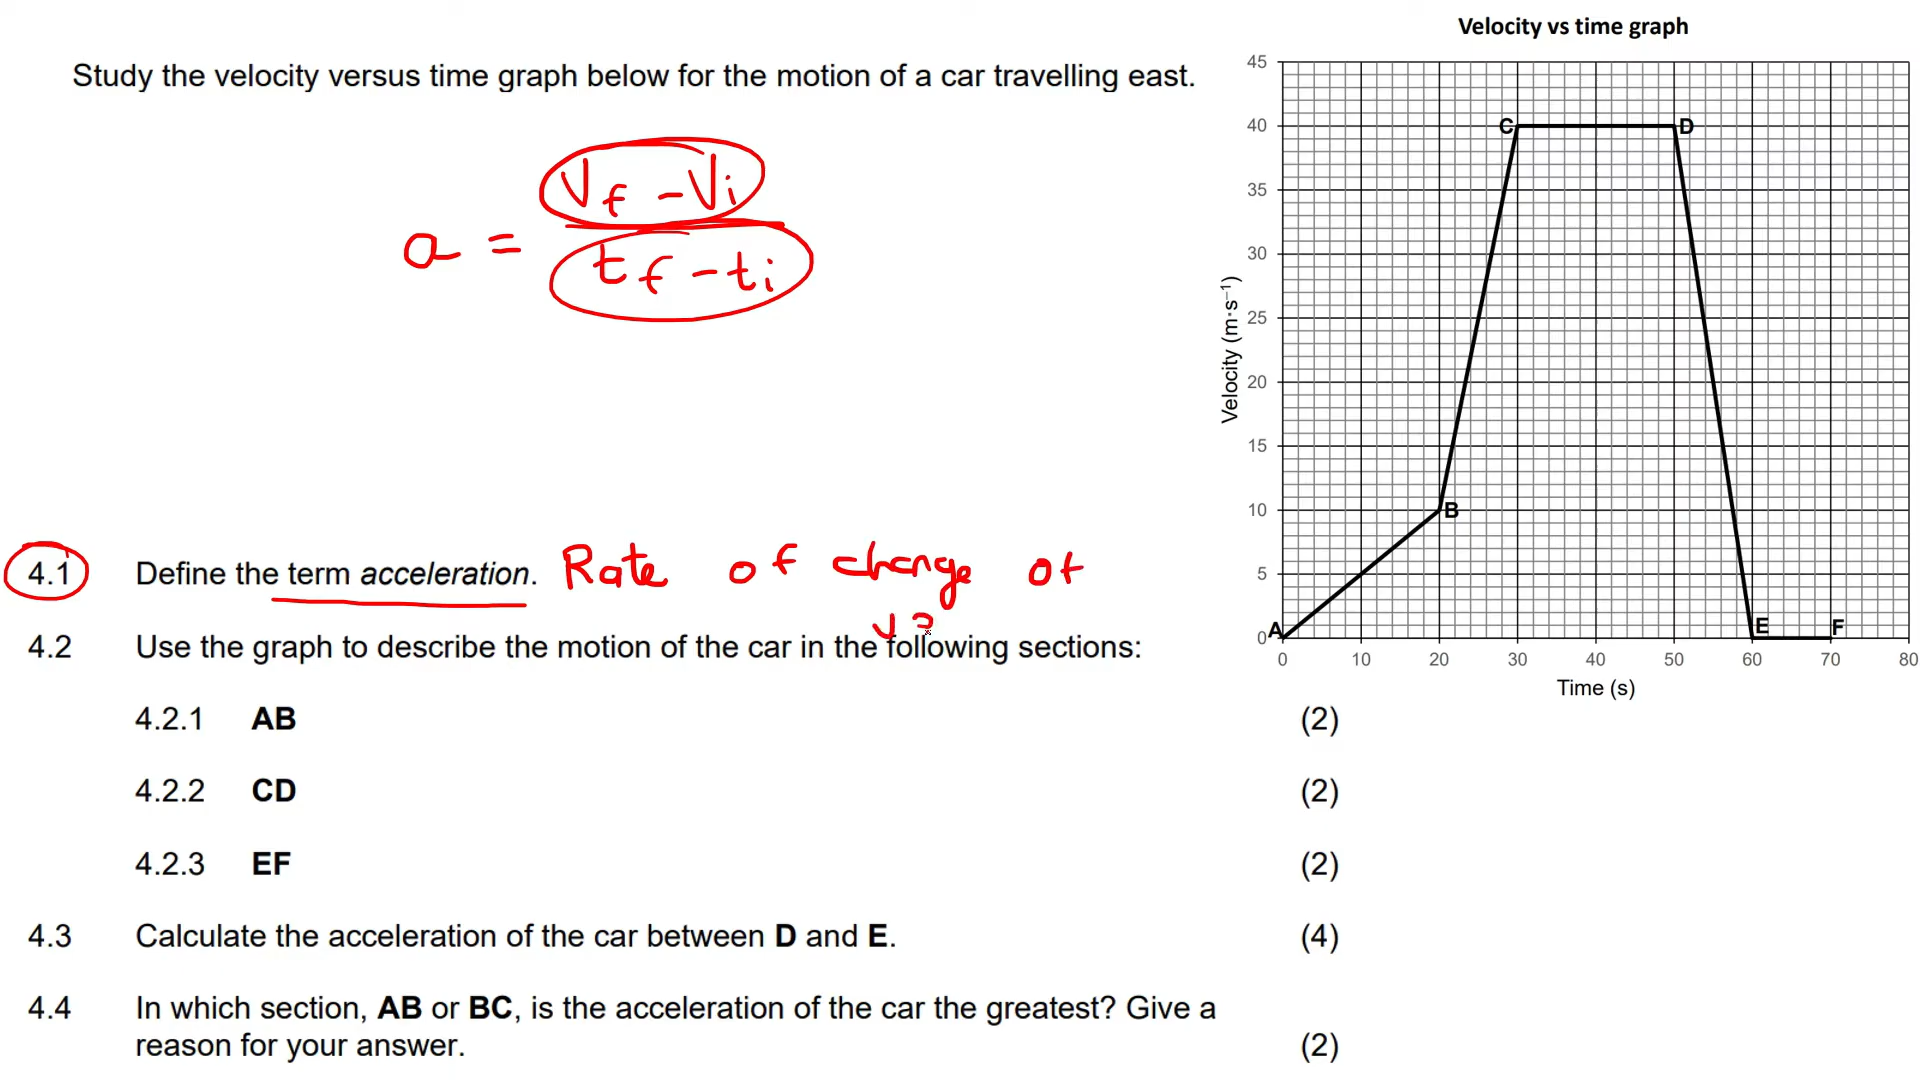 Velocity vs time graph
Study the velocity versus time graph below for the motion of a car travelling east.
a = Vf - Vi
tf - ti
45
40
35
30
25
20
15
10
5
0
Velocity (m·s⁻¹)
A
B
C
D
E
F
0 10 20 30 40 50 60 70 80
Time (s)
4.1 Define the term acceleration. Rate of change of
4.2 Use the graph to describe the motion of the car in the following sections:
4.2.1 AB (2)
4.2.2 CD (2)
4.2.3 EF (2)
4.3 Calculate the acceleration of the car between D and E. (4)
4.4 In which section, AB or BC, is the acceleration of the car the greatest? Give a
reason for your answer. (2)